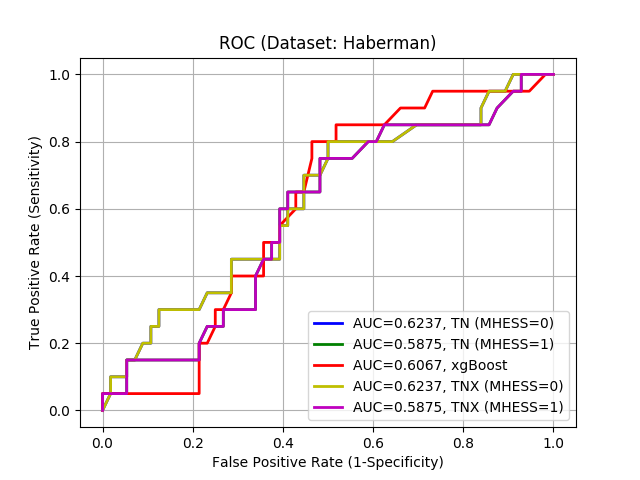 ROC (Dataset: Haberman)
True Positive Rate (Sensitivity)
1.0
0.8
0.6
0.4
0.2
0.0
AUC=0.6237, TN (MHESS=0)
AUC=0.5875, TN (MHESS=1)
AUC=0.6067, xgBoost
AUC=0.6237, TNX (MHESS=0)
AUC=0.5875, TNX (MHESS=1)
0.0 0.2 0.4 0.6 0.8 1.0
False Positive Rate (1-Specificity)